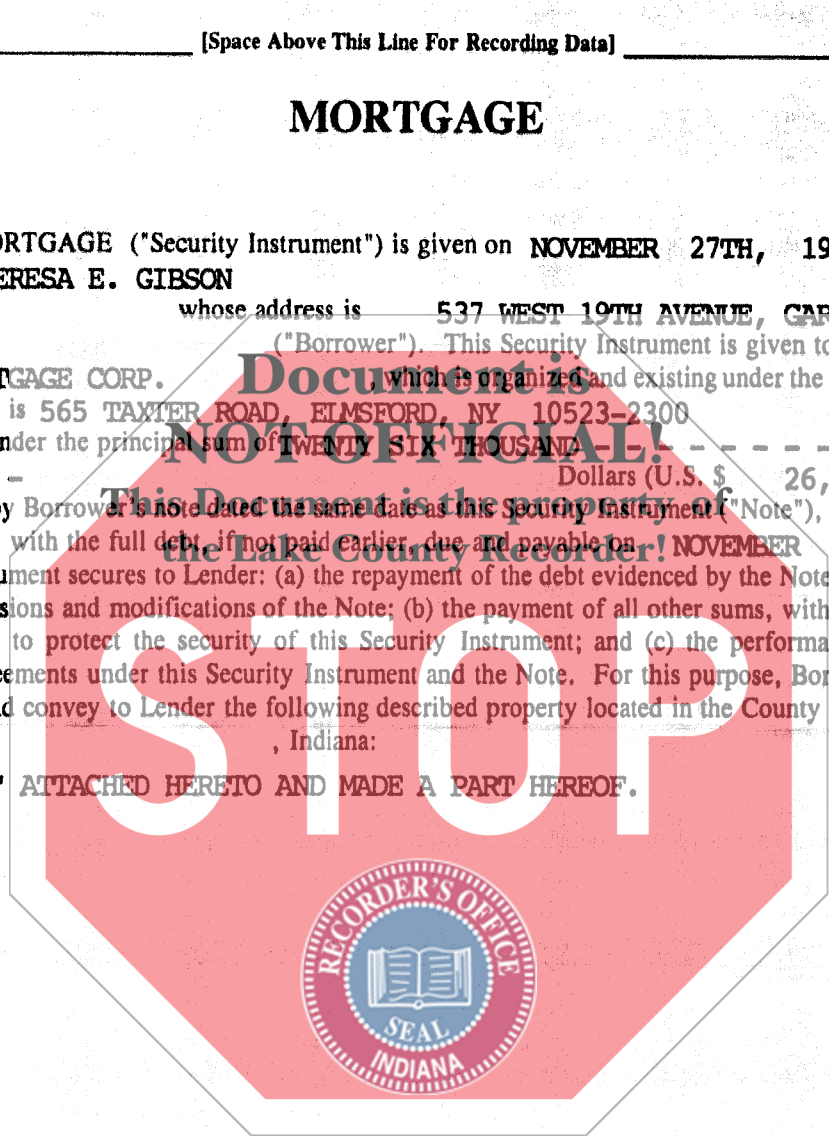 [Space Above This Line For Recording Data]
MORTGAGE
ORTGAGE ("Security Instrument") is given on NOVEMBER 27TH, 19
ERESA E. GIBSON
whose address is 537 WEST 19TH AVENUE, GAR
("Borrower"). This Security Instrument is given to
TGAGE CORP. , which is organized and existing under the
is 565 TAXTER ROAD, ELMSFORD, NY 10523-2300
nder the principal sum of TWENTY SIX THOUSAND - - - - - - -
- Dollars (U.S. $ 26,
y Borrower's note dated the same date as this Security Instrument ("Note"),
with the full debt, if not paid earlier, due and payable on NOVEMBER
ument secures to Lender: (a) the repayment of the debt evidenced by the Note
sions and modifications of the Note; (b) the payment of all other sums, with
to protect the security of this Security Instrument; and (c) the performa
eements under this Security Instrument and the Note. For this purpose, Bor
d convey to Lender the following described property located in the County
, Indiana:
" ATTACHED HERETO AND MADE A PART HEREOF.
Document is
NOT OFFICIAL!
This Document is the property of
the Lake County Recorder!
STOP
RECORDER'S OFFICE
SEAL
INDIANA